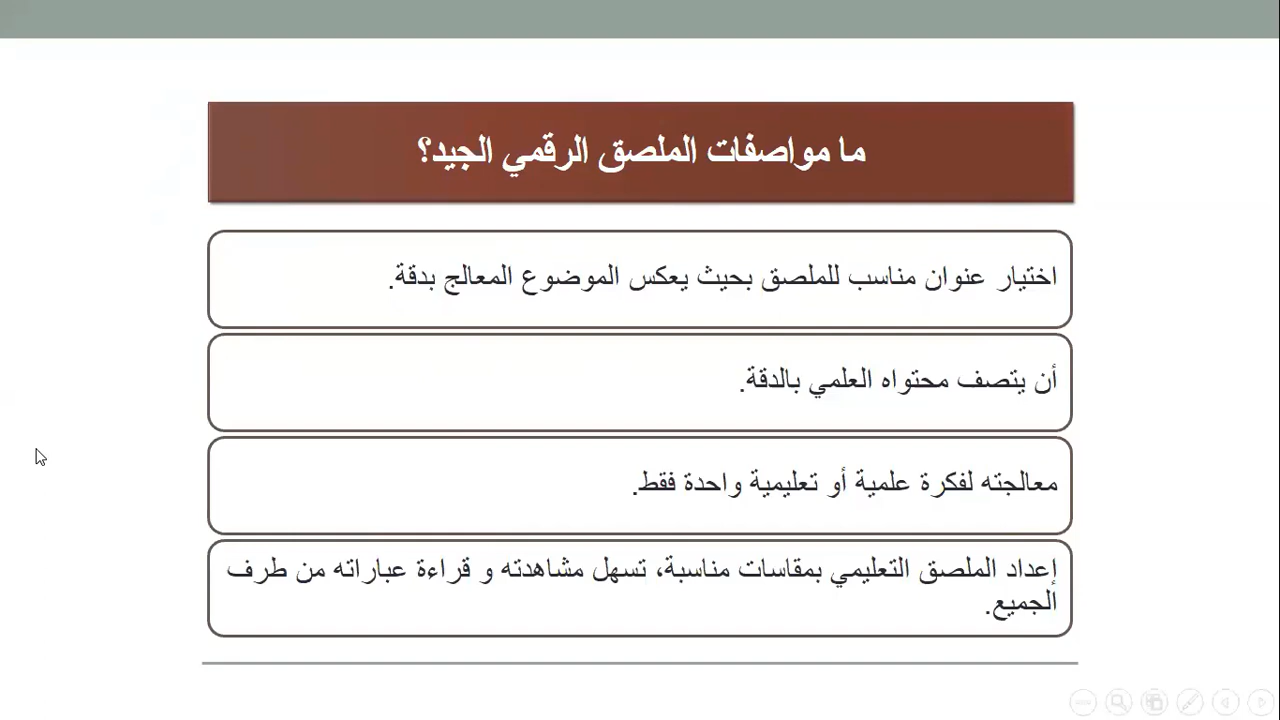 ما مواصفات الملصق الرقمي الجيد؟
اختيار عنوان مناسب للملصق بحيث يعكس الموضوع المعالج بدقة.
أن يتصف محتواه العلمي بالدقة.
معالجته لفكرة علمية أو تعليمية واحدة فقط.
إعداد الملصق التعليمي بمقاسات مناسبة، تسهل مشاهدته و قراءة عباراته من طرف
الجميع.